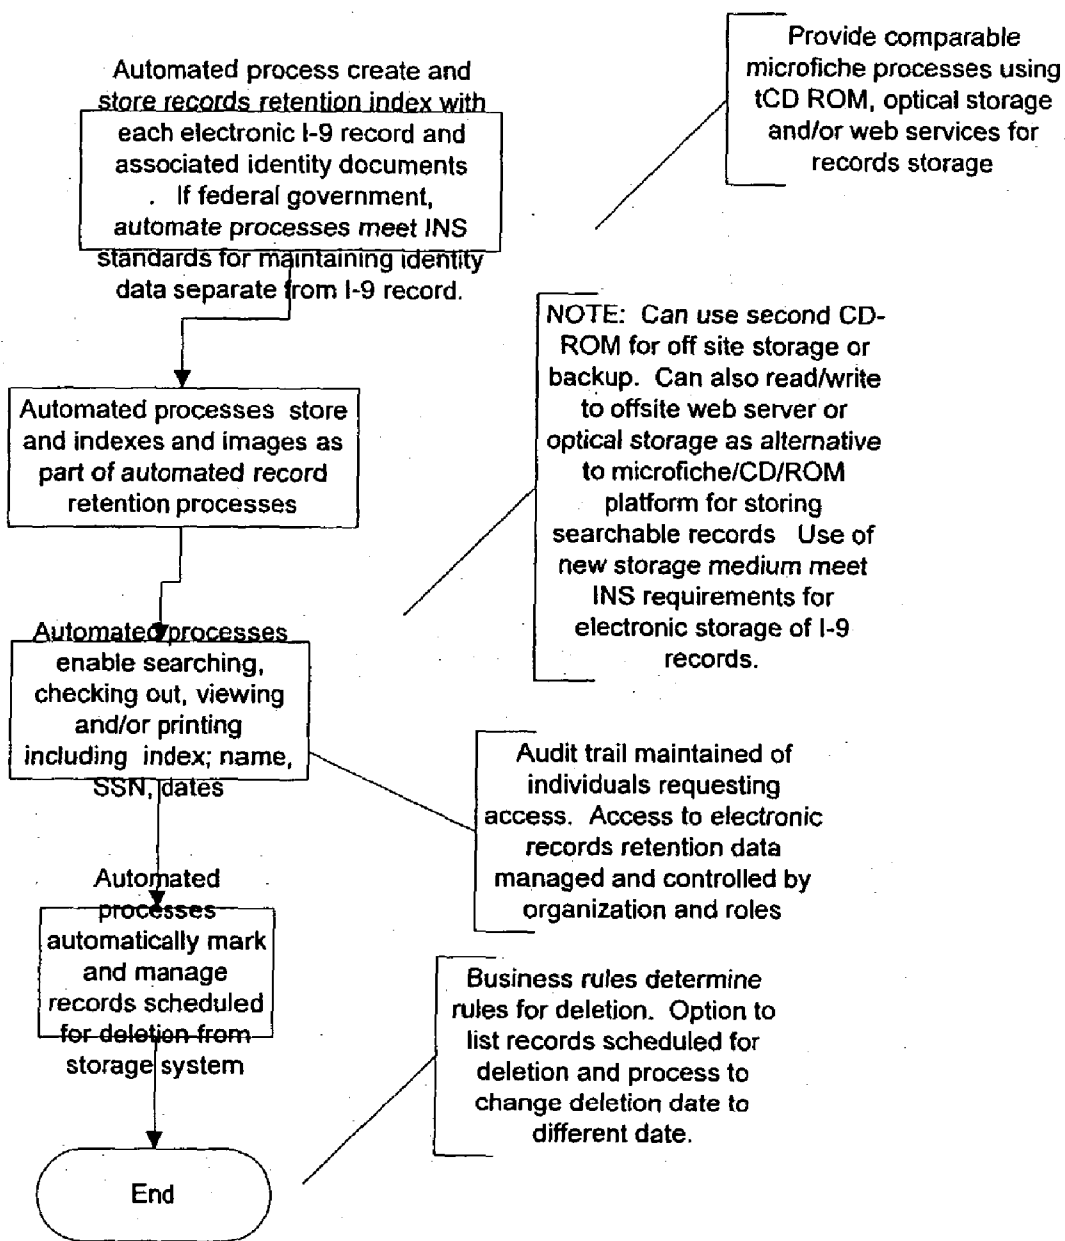 Automated process create and
store records retention index with
each electronic I-9 record and
associated identity documents
. If federal government,
automate processes meet INS
standards for maintaining identity
data separate from I-9 record.
Provide comparable
microfiche processes using
tCD ROM, optical storage
and/or web services for
records storage
Automated processes store
and indexes and images as
part of automated record
retention processes
NOTE: Can use second CD-
ROM for off site storage or
backup. Can also read/write
to offsite web server or
optical storage as alternative
to microfiche/CD/ROM
platform for storing
searchable records Use of
new storage medium meet
INS requirements for
electronic storage of I-9
records.
Automated processes
enable searching,
checking out, viewing
and/or printing
including index; name,
SSN, dates
Audit trail maintained of
individuals requesting
access. Access to electronic
records retention data
managed and controlled by
organization and roles
Automated
processes
automatically mark
and manage
records scheduled
for deletion from
storage system
Business rules determine
rules for deletion. Option to
list records scheduled for
deletion and process to
change deletion date to
different date.
End